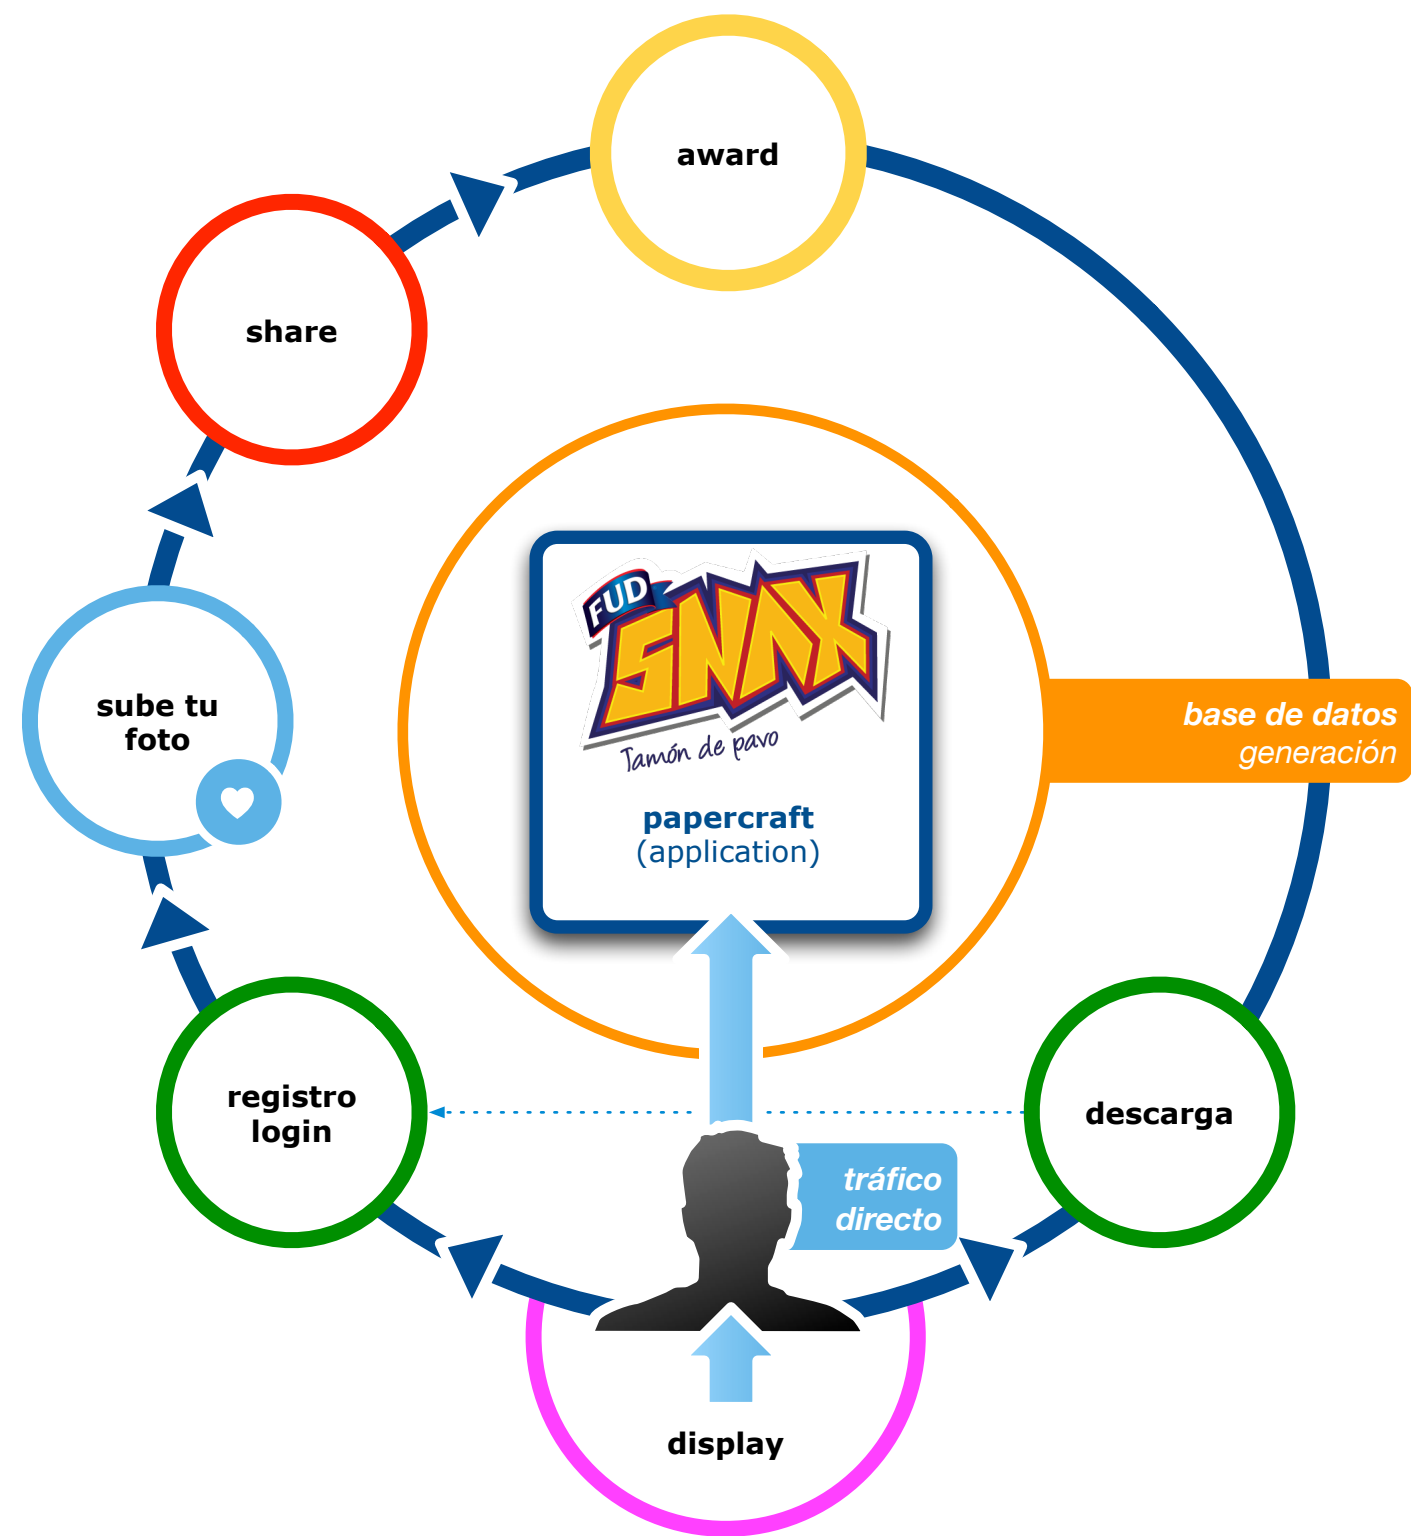 award
share
FUD
SNAX
Jamón de pavo
papercraft
(application)
sube tu
foto
base de datos
generación
registro
login
descarga
tráfico
directo
display